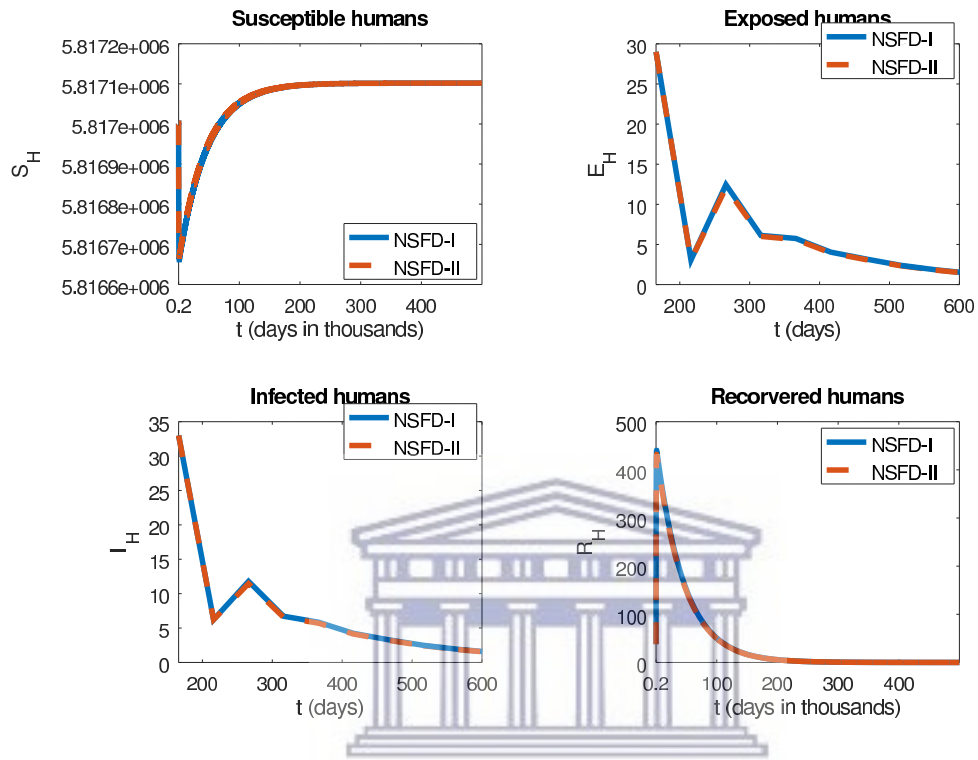 Susceptible humans
5.8172e+006
5.8171e+006
5.817e+006
5.8169e+006
5.8168e+006
5.8167e+006
5.8166e+006
S_H
NSFD-I
NSFD-II
0.2 100 200 300 400
t (days in thousands)
Exposed humans
30
25
20
15
10
5
0
E_H
NSFD-I
NSFD-II
200 300 400 500 600
t (days)
Infected humans
35
30
25
20
15
10
5
0
I_H
NSFD-I
NSFD-II
200 300 400 500 600
t (days)
Recorvered humans
500
400
300
200
100
0
R_H
NSFD-I
NSFD-II
0.2 100 200 300 400
t (days in thousands)